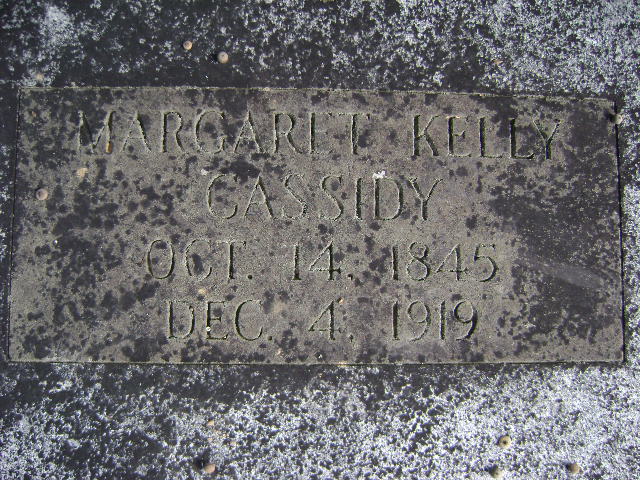 MARGARET KELLY
CASSIDY
OCT. 14, 1845
DEC. 4, 1919